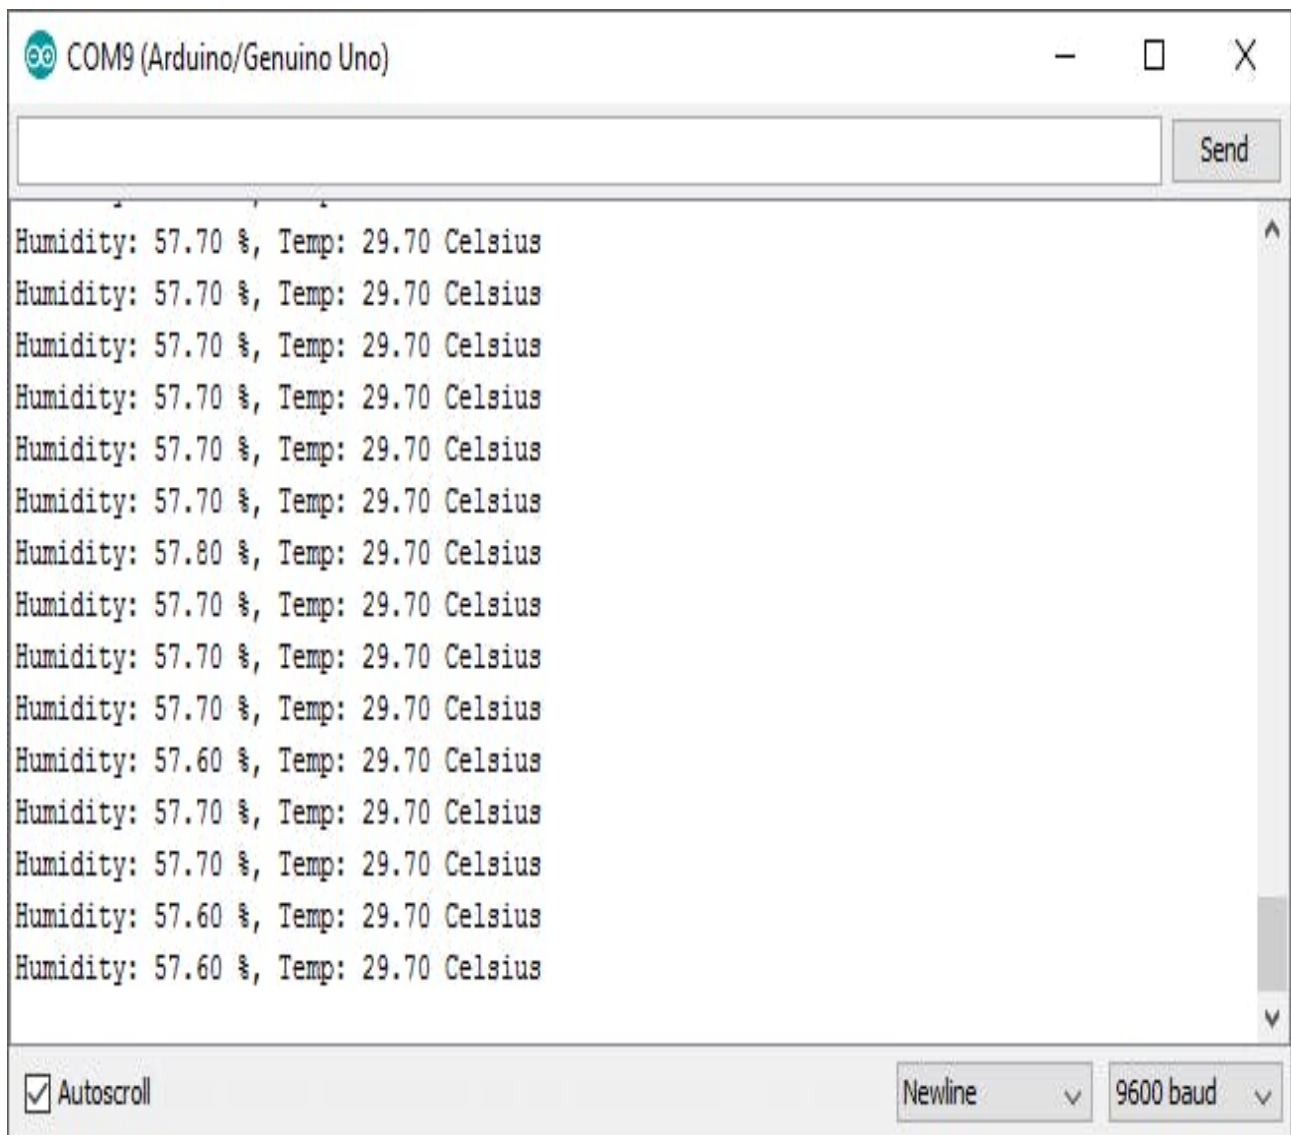 COM9 (Arduino/Genuino Uno)
Send
Humidity: 57.70 %, Temp: 29.70 Celsius
Humidity: 57.70 %, Temp: 29.70 Celsius
Humidity: 57.70 %, Temp: 29.70 Celsius
Humidity: 57.70 %, Temp: 29.70 Celsius
Humidity: 57.70 %, Temp: 29.70 Celsius
Humidity: 57.70 %, Temp: 29.70 Celsius
Humidity: 57.80 %, Temp: 29.70 Celsius
Humidity: 57.70 %, Temp: 29.70 Celsius
Humidity: 57.70 %, Temp: 29.70 Celsius
Humidity: 57.70 %, Temp: 29.70 Celsius
Humidity: 57.60 %, Temp: 29.70 Celsius
Humidity: 57.70 %, Temp: 29.70 Celsius
Humidity: 57.70 %, Temp: 29.70 Celsius
Humidity: 57.60 %, Temp: 29.70 Celsius
Humidity: 57.60 %, Temp: 29.70 Celsius
Autoscroll Newline 9600 baud